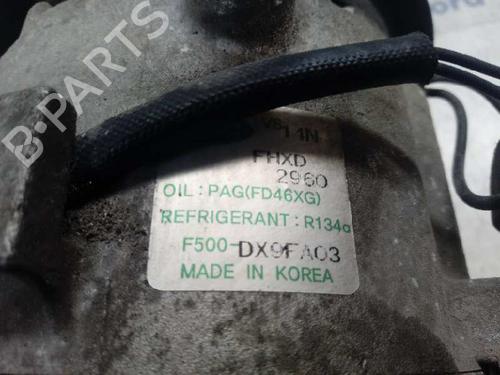 FHXD
2960
OIL : PAG(FD46XG)
REFRIGERANT : R134a
F500-DX9FA03
MADE IN KOREA
B-PARTS